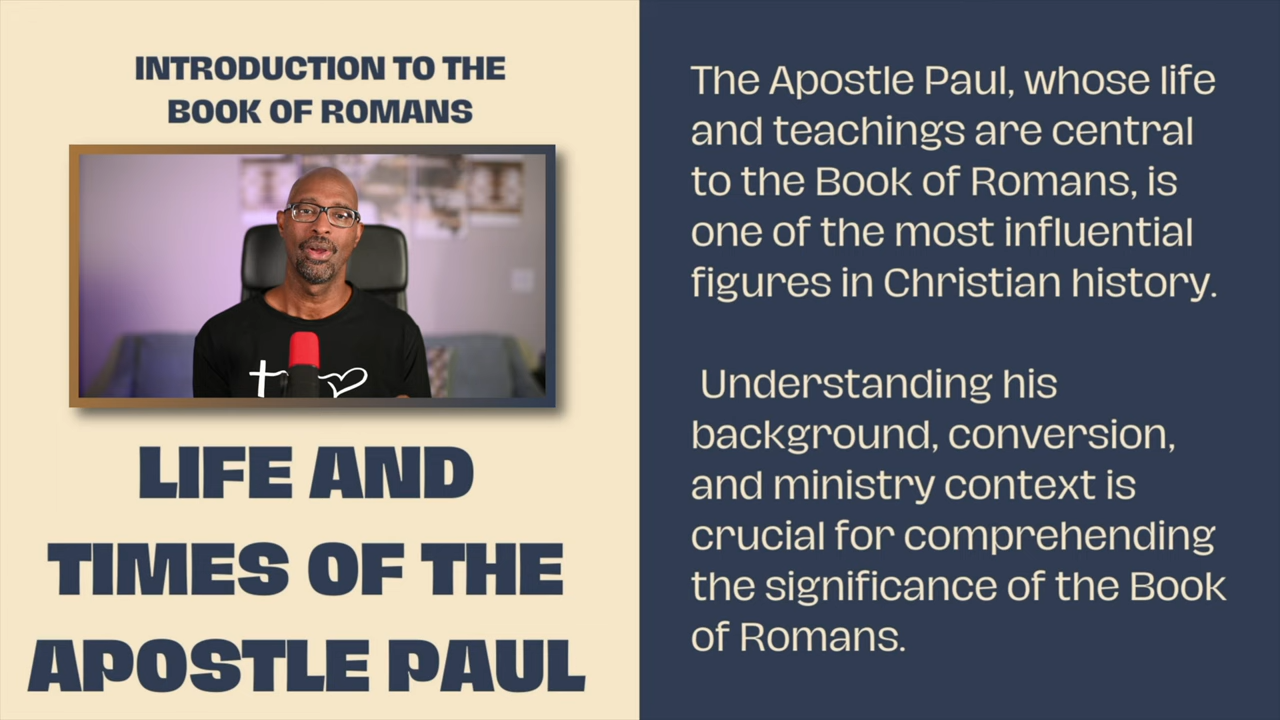 INTRODUCTION TO THE
BOOK OF ROMANS
LIFE AND
TIMES OF THE
APOSTLE PAUL
The Apostle Paul, whose life
and teachings are central
to the Book of Romans, is
one of the most influential
figures in Christian history.
Understanding his
background, conversion,
and ministry context is
crucial for comprehending
the significance of the Book
of Romans.